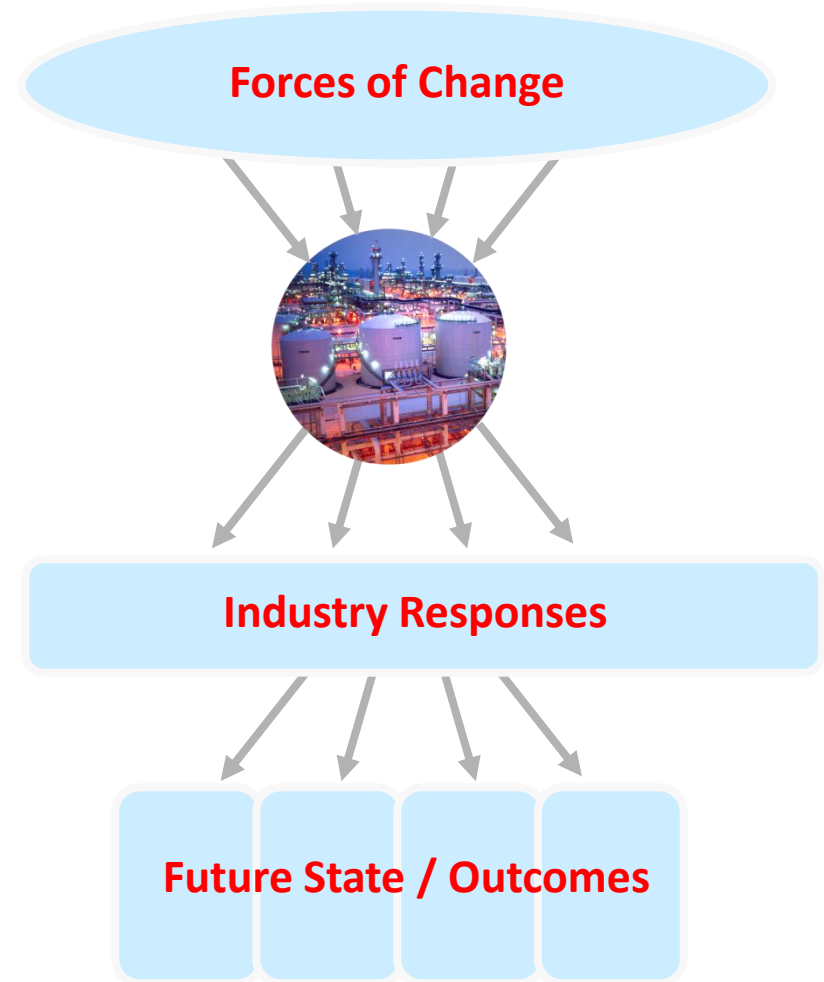 Forces of Change
Industry Responses
Future State / Outcomes